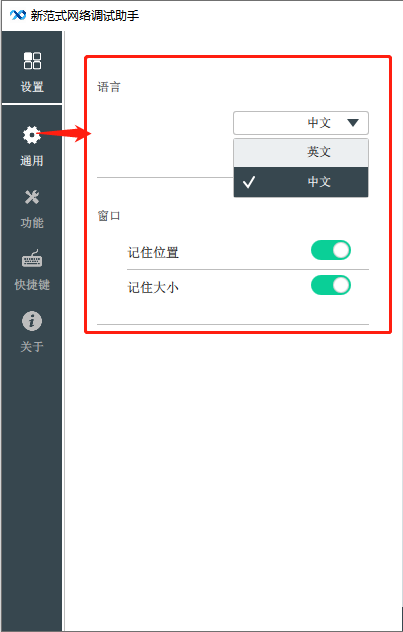 新范式网络调试助手
设置
通用
功能
快捷键
关于
语言
中文
英文
中文
窗口
记住位置
记住大小